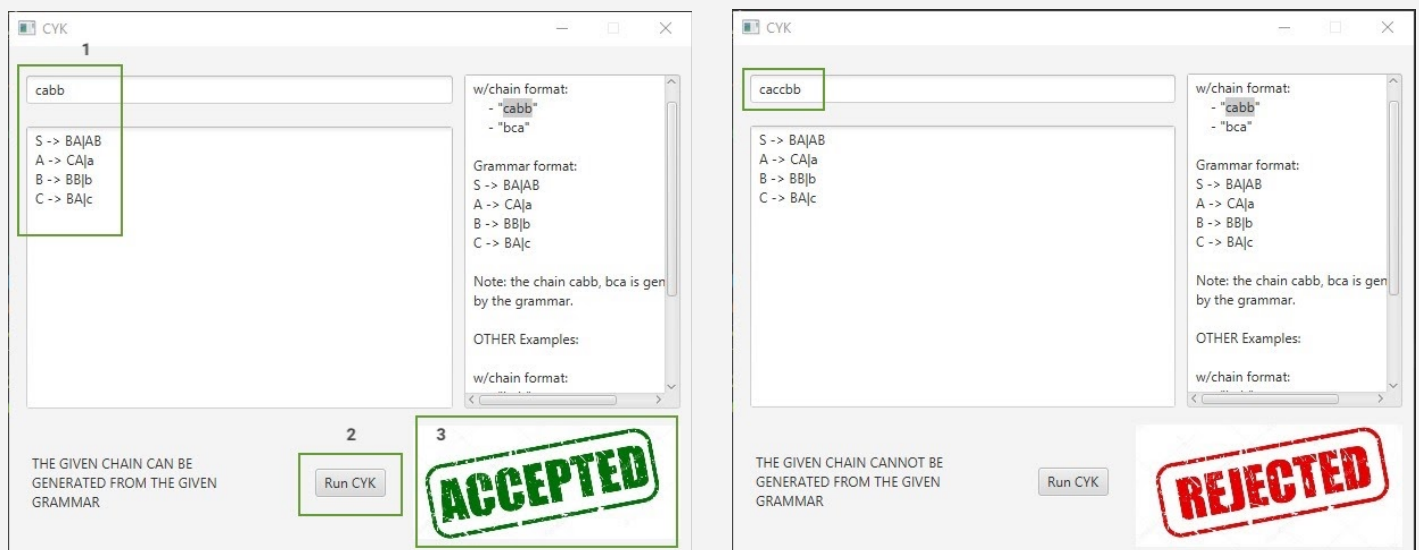 CYK
1
cabb
S -> BA|AB
A -> CA|a
B -> BB|b
C -> BA|c
w/chain format:
- "cabb"
- "bca"
Grammar format:
S -> BA|AB
A -> CA|a
B -> BB|b
C -> BA|c
Note: the chain cabb, bca is gen
by the grammar.
OTHER Examples:
w/chain format:
THE GIVEN CHAIN CAN BE
GENERATED FROM THE GIVEN
GRAMMAR
2
Run CYK
3
ACCEPTED
CYK
caccbb
S -> BA|AB
A -> CA|a
B -> BB|b
C -> BA|c
w/chain format:
- "cabb"
- "bca"
Grammar format:
S -> BA|AB
A -> CA|a
B -> BB|b
C -> BA|c
Note: the chain cabb, bca is gen
by the grammar.
OTHER Examples:
w/chain format:
THE GIVEN CHAIN CANNOT BE
GENERATED FROM THE GIVEN
GRAMMAR
Run CYK
REJECTED